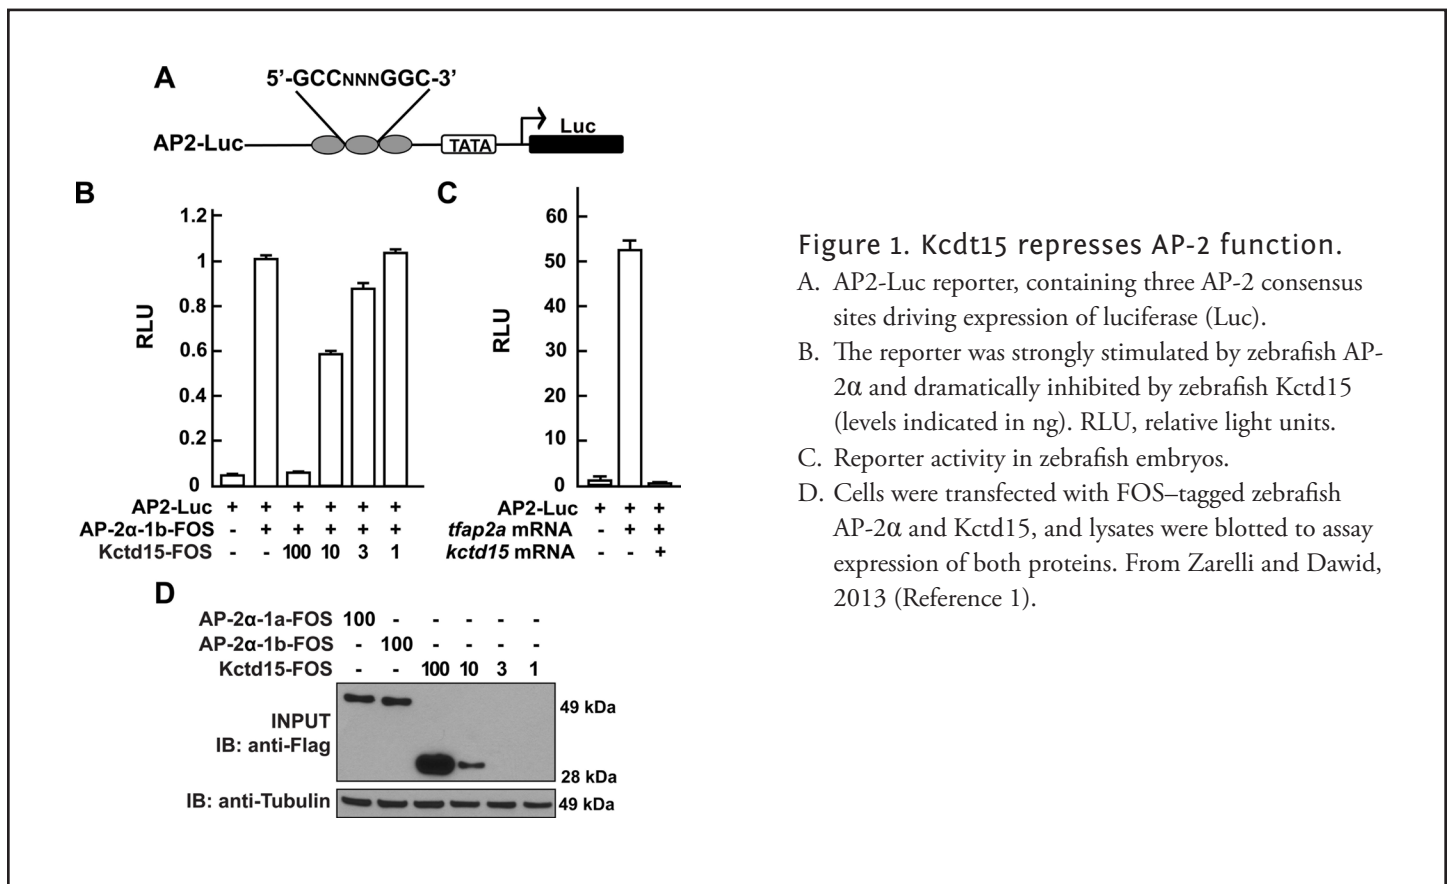 A
5’-GCCNNNGGC-3’
AP2-Luc
TATA
Luc
B
1.2
1
0.8
0.6
0.4
0.2
0
RLU
AP2-Luc + + + + + +
AP-2α-1b-FOS - + + + + +
Kctd15-FOS - - 100 10 3 1
C
60
50
40
30
20
10
0
RLU
AP2-Luc + + +
tfap2a mRNA - + +
kctd15 mRNA - - +
D
AP-2α-1a-FOS 100 - - - - -
AP-2α-1b-FOS - 100 - - - -
Kctd15-FOS - - 100 10 3 1
INPUT
IB: anti-Flag
49 kDa
28 kDa
IB: anti-Tubulin
49 kDa
Figure 1. Kcdt15 represses AP-2 function.
A. AP2-Luc reporter, containing three AP-2 consensus
sites driving expression of luciferase (Luc).
B. The reporter was strongly stimulated by zebrafish AP-
2α and dramatically inhibited by zebrafish Kctd15
(levels indicated in ng). RLU, relative light units.
C. Reporter activity in zebrafish embryos.
D. Cells were transfected with FOS–tagged zebrafish
AP-2α and Kctd15, and lysates were blotted to assay
expression of both proteins. From Zarelli and Dawid,
2013 (Reference 1).